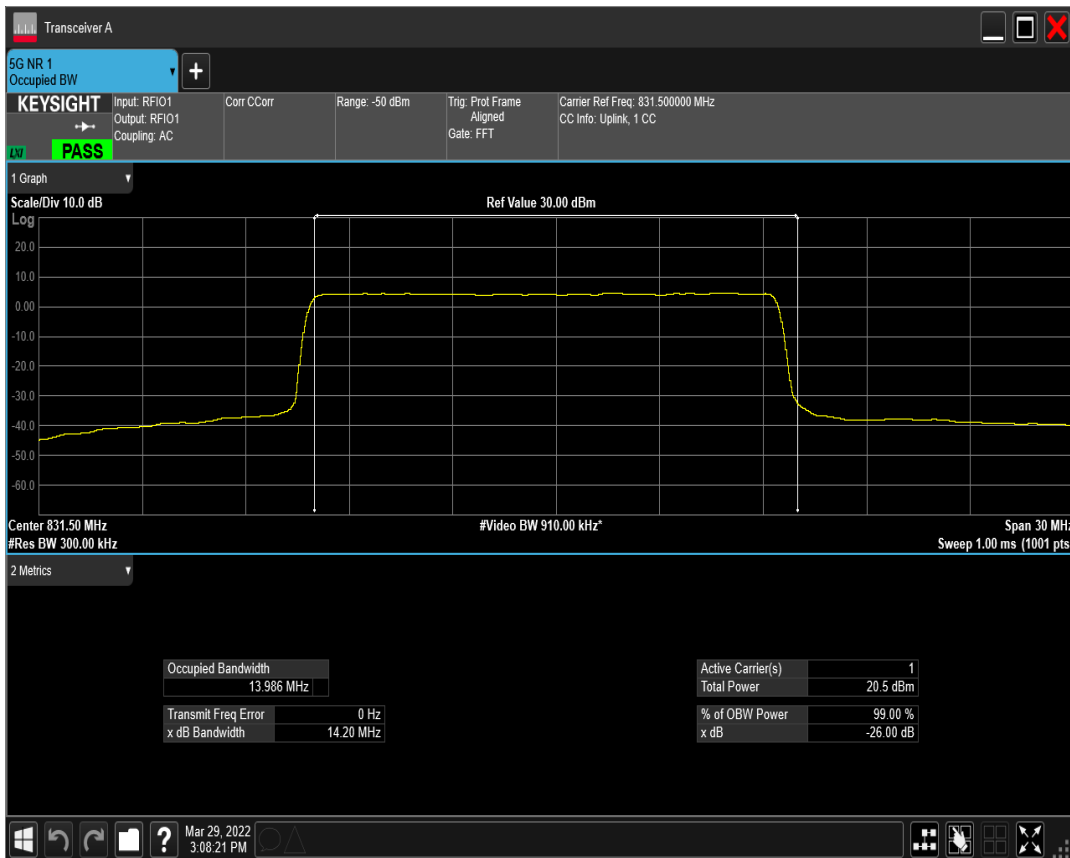 Transceiver A
5G NR 1
Occupied BW
+
KEYSIGHT
LXI
PASS
Input: RFIO1
Output: RFIO1
Coupling: AC
Corr CCorr
Range: -50 dBm
Trig: Prot Frame
Aligned
Gate: FFT
Carrier Ref Freq: 831.500000 MHz
CC Info: Uplink, 1 CC
1 Graph
Scale/Div 10.0 dB
Ref Value 30.00 dBm
Log
20.0
10.0
0.00
-10.0
-20.0
-30.0
-40.0
-50.0
-60.0
Center 831.50 MHz
#Video BW 910.00 kHz*
Span 30 MHz
#Res BW 300.00 kHz
Sweep 1.00 ms (1001 pts
2 Metrics
Occupied Bandwidth
13.986 MHz
Transmit Freq Error 0 Hz
x dB Bandwidth 14.20 MHz
Active Carrier(s) 1
Total Power 20.5 dBm
% of OBW Power 99.00 %
x dB -26.00 dB
?
Mar 29, 2022
3:08:21 PM